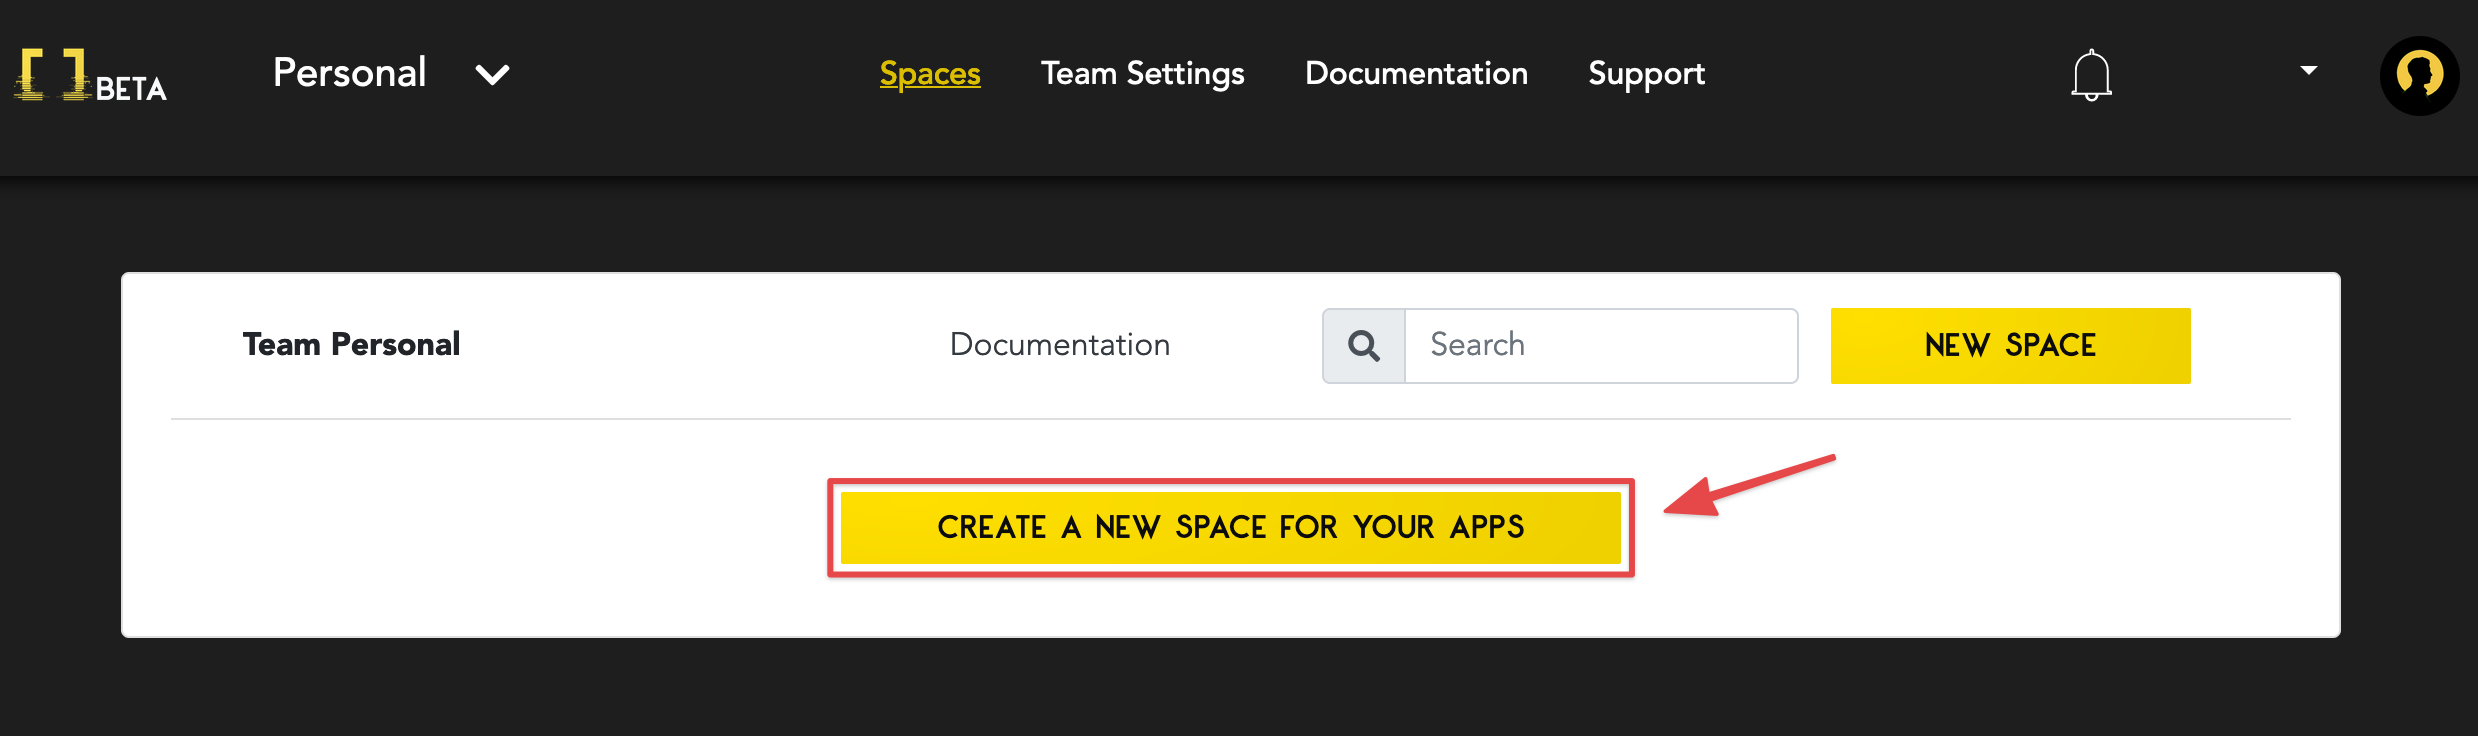 [ ] BETA
Personal
Spaces Team Settings Documentation Support
Team Personal
Documentation
Search
NEW SPACE
CREATE A NEW SPACE FOR YOUR APPS